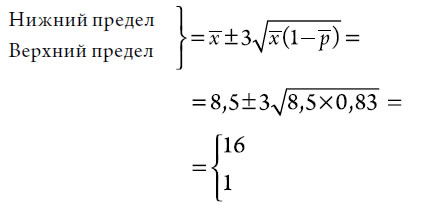 Нижний предел
Верхний предел
} = x̅ ± 3√x̅(1−p̅) =
= 8,5±3√8,5×0,83 =
= {16
1